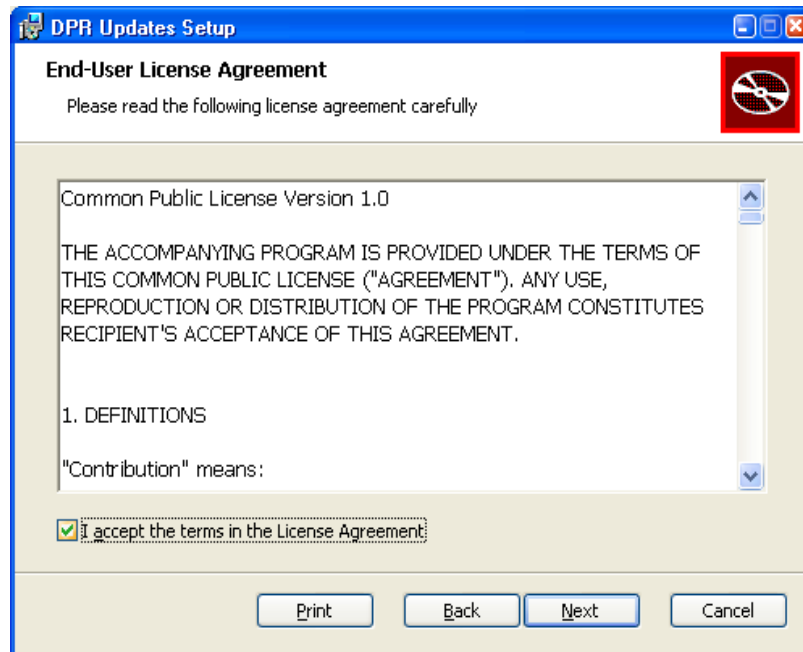 DPR Updates Setup
End-User License Agreement
Please read the following license agreement carefully
Common Public License Version 1.0
THE ACCOMPANYING PROGRAM IS PROVIDED UNDER THE TERMS OF
THIS COMMON PUBLIC LICENSE ("AGREEMENT"). ANY USE,
REPRODUCTION OR DISTRIBUTION OF THE PROGRAM CONSTITUTES
RECIPIENT'S ACCEPTANCE OF THIS AGREEMENT.
1. DEFINITIONS
"Contribution" means:
I accept the terms in the License Agreement
Print Back Next Cancel